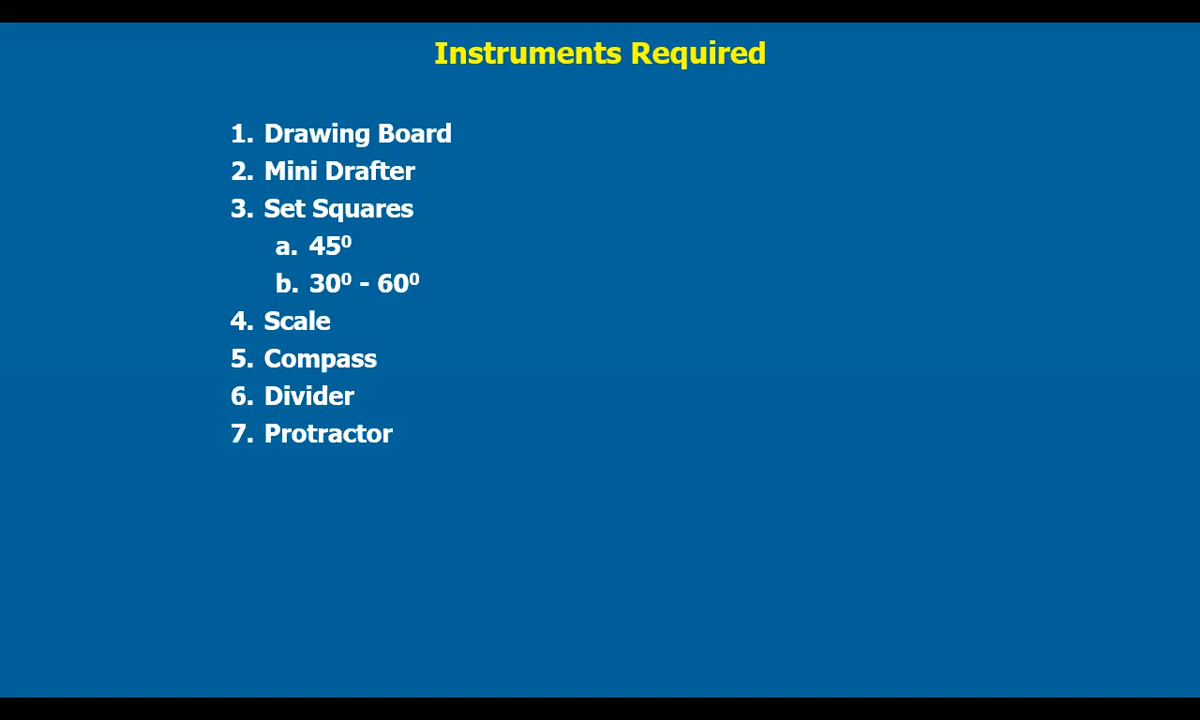 Instruments Required
1. Drawing Board
2. Mini Drafter
3. Set Squares
a. 45⁰
b. 30⁰ - 60⁰
4. Scale
5. Compass
6. Divider
7. Protractor